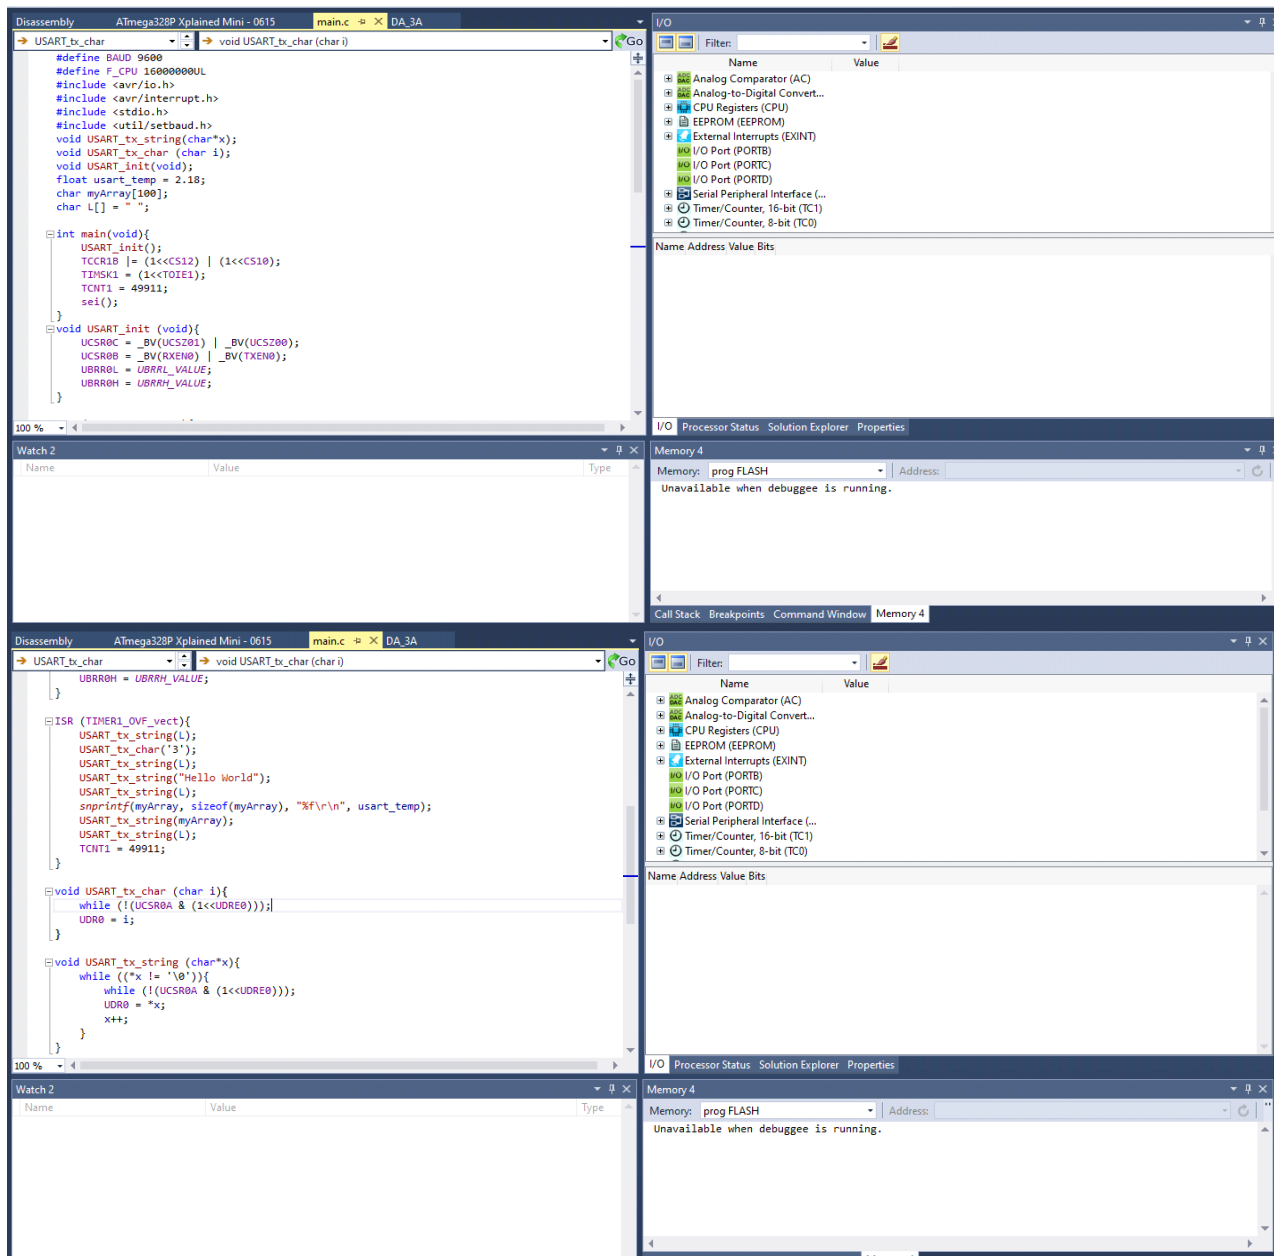 Disassembly ATmega328P Xplained Mini - 0615 main.c DA_3A
USART_tx_char void USART_tx_char (char i) Go
#define BAUD 9600
#define F_CPU 16000000UL
#include <avr/io.h>
#include <avr/interrupt.h>
#include <stdio.h>
#include <util/setbaud.h>
void USART_tx_string(char*x);
void USART_tx_char (char i);
void USART_init(void);
float usart_temp = 2.18;
char myArray[100];
char L[] = " ";
int main(void){
USART_init();
TCCR1B |= (1<<CS12) | (1<<CS10);
TIMSK1 = (1<<TOIE1);
TCNT1 = 49911;
sei();
}
void USART_init (void){
UCSR0C = _BV(UCSZ01) | _BV(UCSZ00);
UCSR0B = _BV(RXEN0) | _BV(TXEN0);
UBRR0L = UBRRL_VALUE;
UBRR0H = UBRRH_VALUE;
}
100 %
I/O
Filter:
Name Value
Analog Comparator (AC)
Analog-to-Digital Convert...
CPU Registers (CPU)
EEPROM (EEPROM)
External Interrupts (EXINT)
I/O Port (PORTB)
I/O Port (PORTC)
I/O Port (PORTD)
Serial Peripheral Interface (...
Timer/Counter, 16-bit (TC1)
Timer/Counter, 8-bit (TC0)
Name Address Value Bits
I/O Processor Status Solution Explorer Properties
Watch 2
Name Value Type
Memory 4
Memory: prog FLASH Address:
Unavailable when debuggee is running.
Call Stack Breakpoints Command Window Memory 4
Disassembly ATmega328P Xplained Mini - 0615 main.c DA_3A
USART_tx_char void USART_tx_char (char i) Go
UBRR0H = UBRRH_VALUE;
}
ISR (TIMER1_OVF_vect){
USART_tx_string(L);
USART_tx_char('3');
USART_tx_string(L);
USART_tx_string("Hello World");
USART_tx_string(L);
snprintf(myArray, sizeof(myArray), "%f\r\n", usart_temp);
USART_tx_string(myArray);
USART_tx_string(L);
TCNT1 = 49911;
}
void USART_tx_char (char i){
while (!(UCSR0A & (1<<UDRE0)));
UDR0 = i;
}
void USART_tx_string (char*x){
while ((*x != '\0')){
while (!(UCSR0A & (1<<UDRE0)));
UDR0 = *x;
x++;
}
}
100 %
I/O
Filter:
Name Value
Analog Comparator (AC)
Analog-to-Digital Convert...
CPU Registers (CPU)
EEPROM (EEPROM)
External Interrupts (EXINT)
I/O Port (PORTB)
I/O Port (PORTC)
I/O Port (PORTD)
Serial Peripheral Interface (...
Timer/Counter, 16-bit (TC1)
Timer/Counter, 8-bit (TC0)
Name Address Value Bits
I/O Processor Status Solution Explorer Properties
Watch 2
Name Value Type
Memory 4
Memory: prog FLASH Address:
Unavailable when debuggee is running.